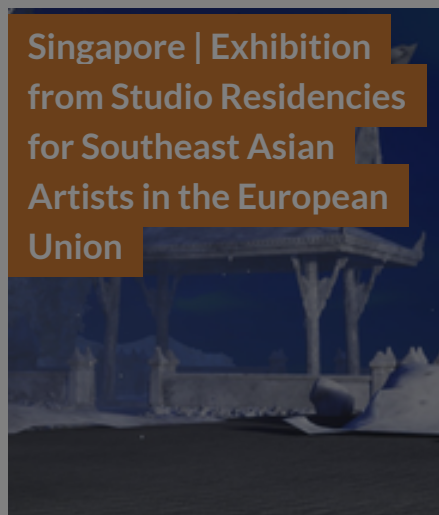 Singapore | Exhibition
from Studio Residencies
for Southeast Asian
Artists in the European
Union